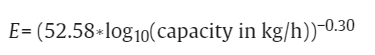 E= (52.58*log₁₀(capacity in kg/h))⁻⁰·³⁰